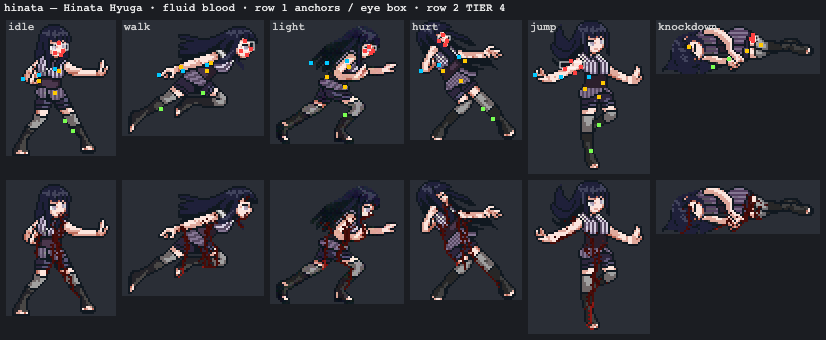 hinata — Hinata Hyuga · fluid blood · row 1 anchors / eye box · row 2 TIER 4
idle
walk
light
hurt
jump
knockdown